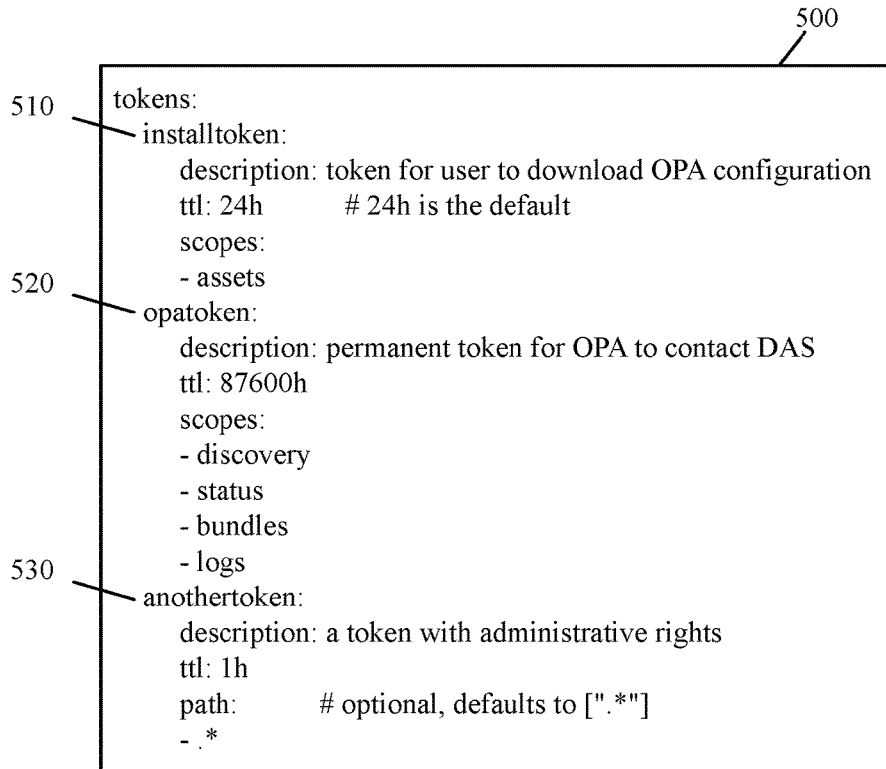 500
510
tokens:
installtoken:
description: token for user to download OPA configuration
ttl: 24h # 24h is the default
scopes:
- assets
520
opatoken:
description: permanent token for OPA to contact DAS
ttl: 87600h
scopes:
- discovery
- status
- bundles
- logs
530
anothertoken:
description: a token with administrative rights
ttl: 1h
path: # optional, defaults to [".*"]
- .*